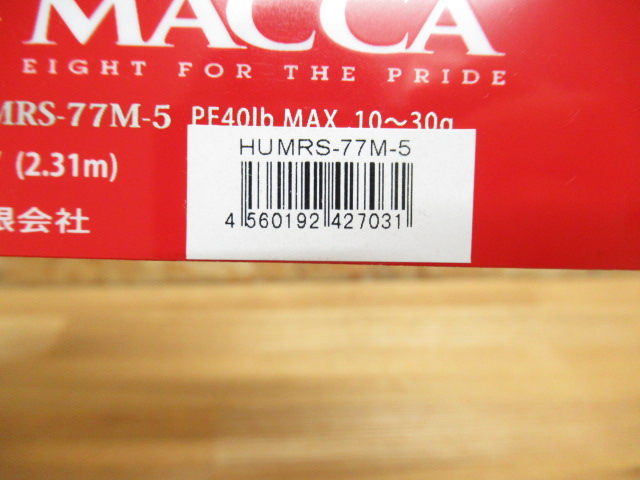 MACCA
EIGHT FOR THE PRIDE
MRS-77M-5 PE40lb MAX 10～30g
(2.31m)
限会社
HUMRS-77M-5
4 560192 427031